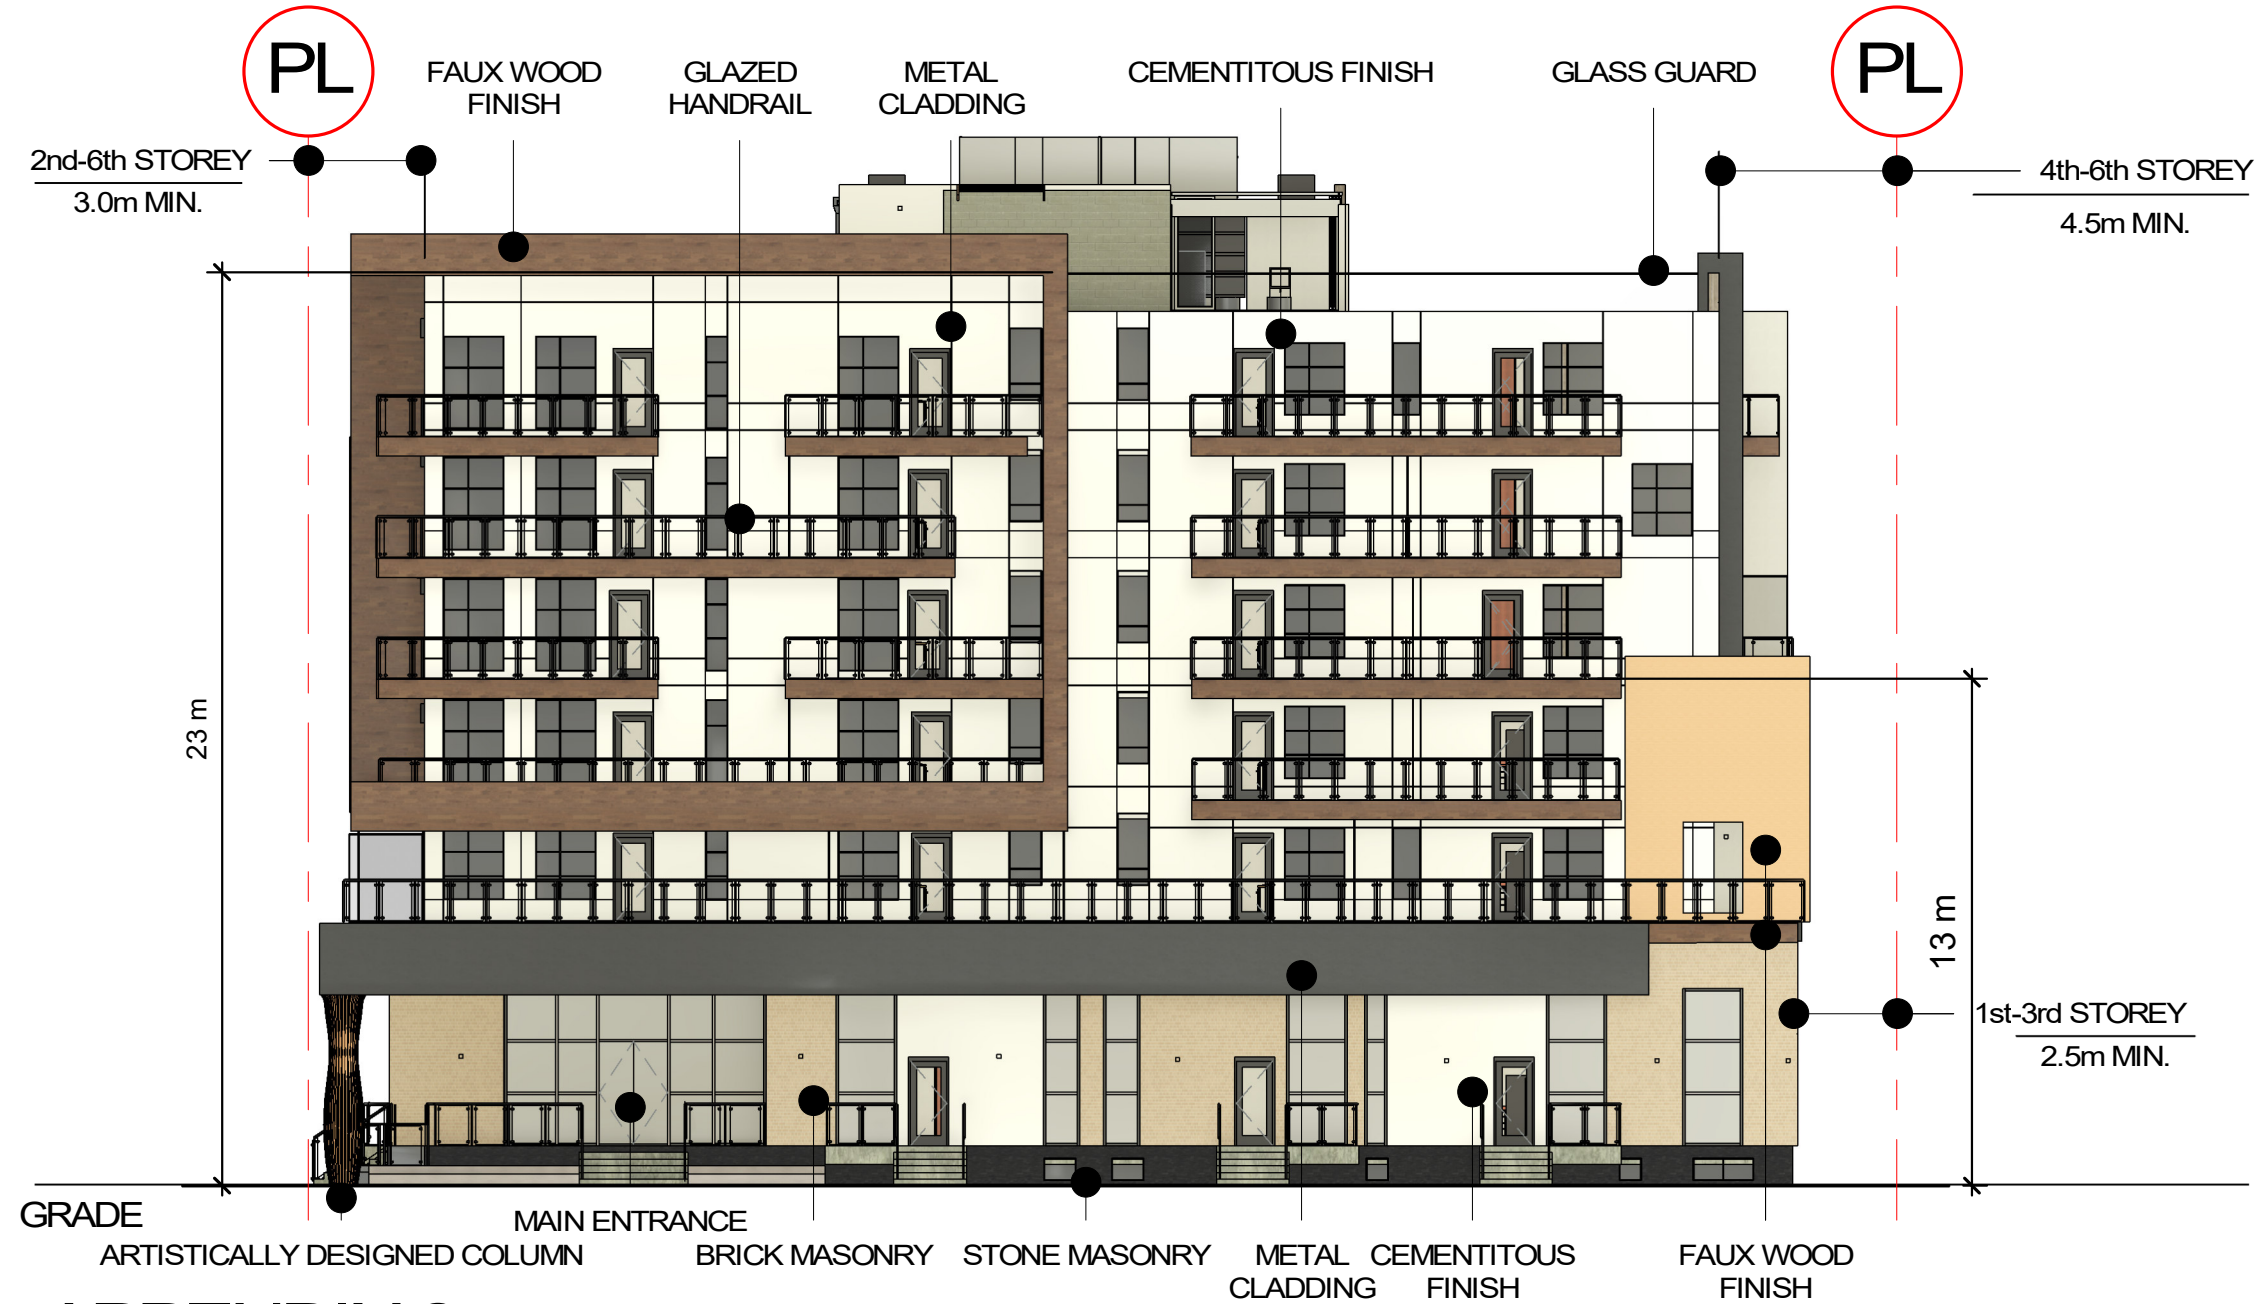 PL
PL
FAUX WOOD
FINISH
GLAZED
HANDRAIL
METAL
CLADDING
CEMENTITOUS FINISH
GLASS GUARD
2nd-6th STOREY
3.0m MIN.
4th-6th STOREY
4.5m MIN.
23 m
13 m
1st-3rd STOREY
2.5m MIN.
GRADE
MAIN ENTRANCE
ARTISTICALLY DESIGNED COLUMN
BRICK MASONRY
STONE MASONRY
METAL
CLADDING
CEMENTITOUS
FINISH
FAUX WOOD
FINISH